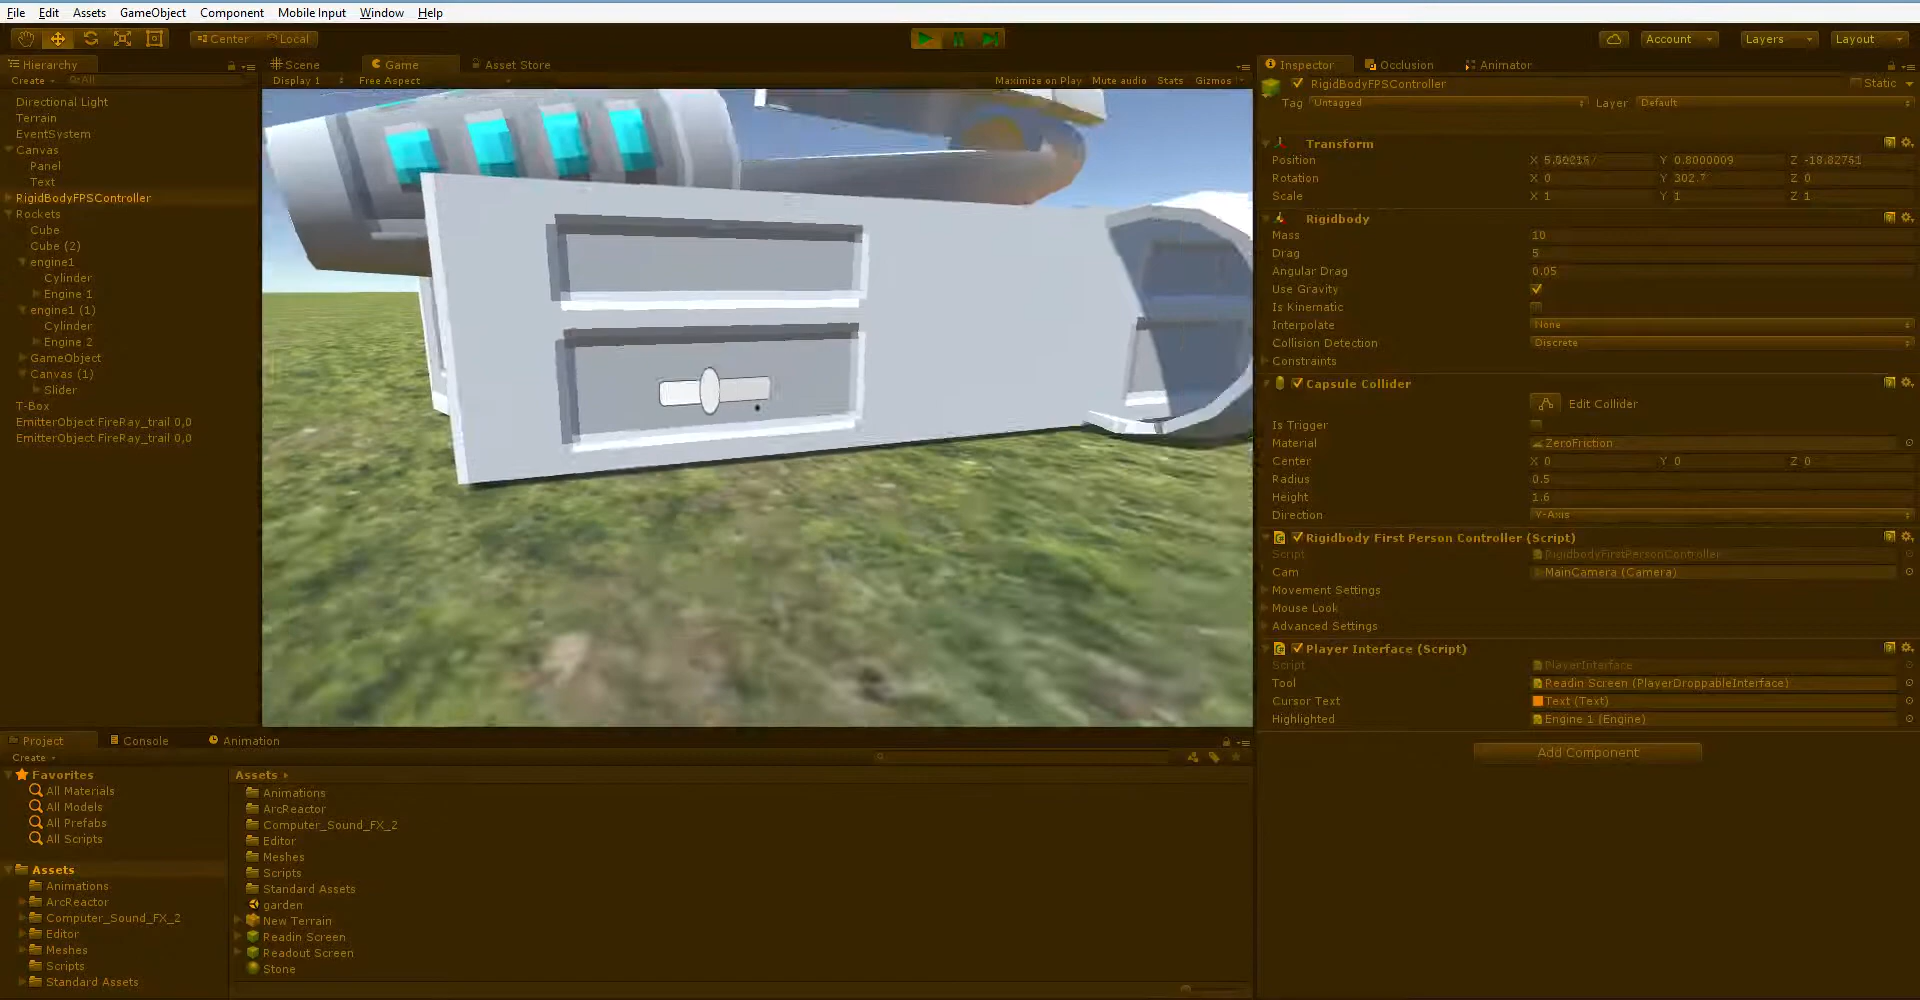 File Edit Assets GameObject Component Mobile Input Window Help
Center Local
Account Layers Layout
Hierarchy
Create All
Directional Light
Terrain
EventSystem
Canvas
Panel
Text
RigidBodyFPSController
Rockets
Cube
Cube (2)
engine1
Cylinder
Engine 1
engine1 (1)
Cylinder
Engine 2
GameObject
Canvas (1)
Slider
T-Box
EmitterObject FireRay_trail 0,0
EmitterObject FireRay_trail 0,0
Scene Game Asset Store
Display 1 Free Aspect Maximize on Play Mute audio Stats Gizmos
Inspector Occlusion Animator
RigidBodyFPSController Static
Tag Untagged Layer Default
Transform
Position X Y 0.8000009 Z -18.82751
Rotation X 0 Y 302.7 Z 0
Scale X 1 Y 1 Z 1
Rigidbody
Mass 10
Drag 5
Angular Drag 0.05
Use Gravity
Is Kinematic
Interpolate None
Collision Detection Discrete
Constraints
Capsule Collider
Edit Collider
Is Trigger
Material ZeroFriction
Center X 0 Y 0 Z 0
Radius 0.5
Height 1.6
Direction Y-Axis
Rigidbody First Person Controller (Script)
Script RigidbodyFirstPersonController
Cam MainCamera (Camera)
Movement Settings
Mouse Look
Advanced Settings
Player Interface (Script)
Script PlayerInterface
Tool Readin Screen (PlayerDroppableInterface)
Cursor Text Text (Text)
Highlighted Engine 1 (Engine)
Add Component
Project Console Animation
Create
Favorites
All Materials
All Models
All Prefabs
All Scripts
Assets
Animations
ArcReactor
Computer_Sound_FX_2
Editor
Meshes
Scripts
Standard Assets
Assets
Animations
ArcReactor
Computer_Sound_FX_2
Editor
Meshes
Scripts
Standard Assets
garden
New Terrain
Readin Screen
Readout Screen
Stone